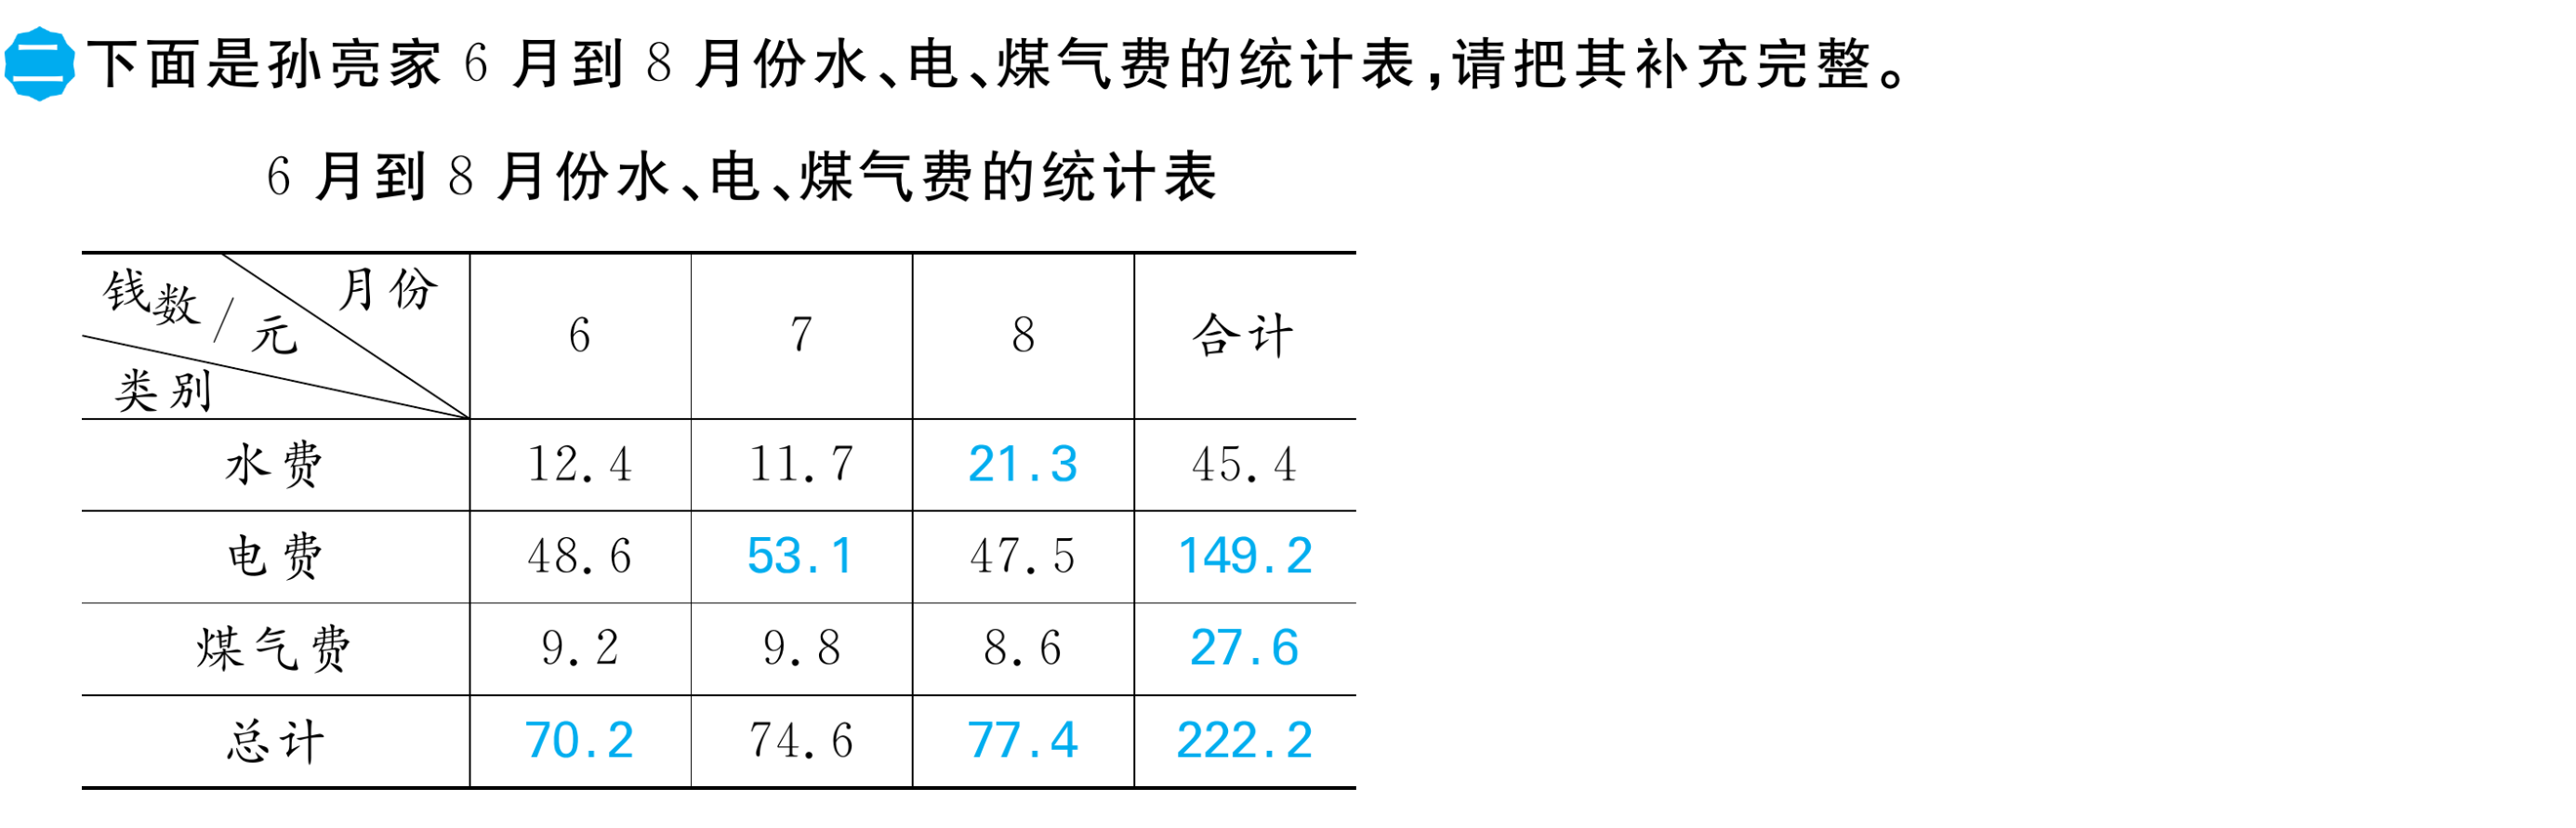 二 下面是孙亮家 6 月到 8 月份水、电、煤气费的统计表,请把其补充完整。
6 月到 8 月份水、电、煤气费的统计表
钱数/元 月份 类别 6 7 8 合计
水费 12.4 11.7 21.3 45.4
电费 48.6 53.1 47.5 149.2
煤气费 9.2 9.8 8.6 27.6
总计 70.2 74.6 77.4 222.2